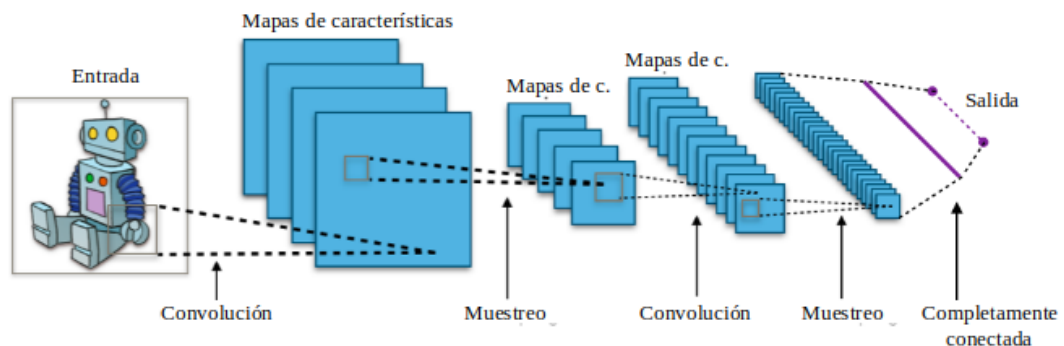 Mapas de características
Entrada
Mapas de c.
Mapas de c.
Salida
Convolución
Muestreo
Convolución
Muestreo
Completamente
conectada